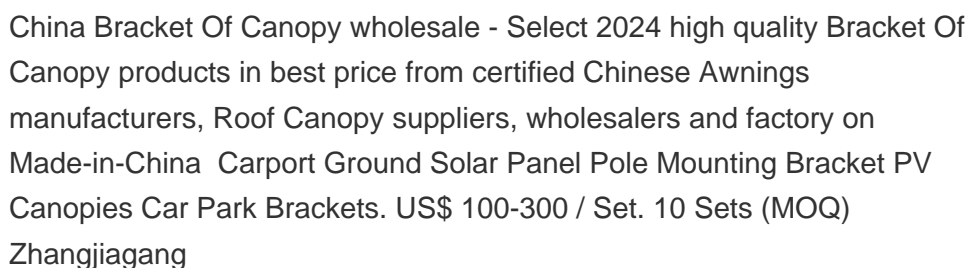 China Bracket Of Canopy wholesale - Select 2024 high quality Bracket Of
Canopy products in best price from certified Chinese Awnings
manufacturers, Roof Canopy suppliers, wholesalers and factory on
Made-in-China  Carport Ground Solar Panel Pole Mounting Bracket PV
Canopies Car Park Brackets. US$ 100-300 / Set. 10 Sets (MOQ)
Zhangjiagang